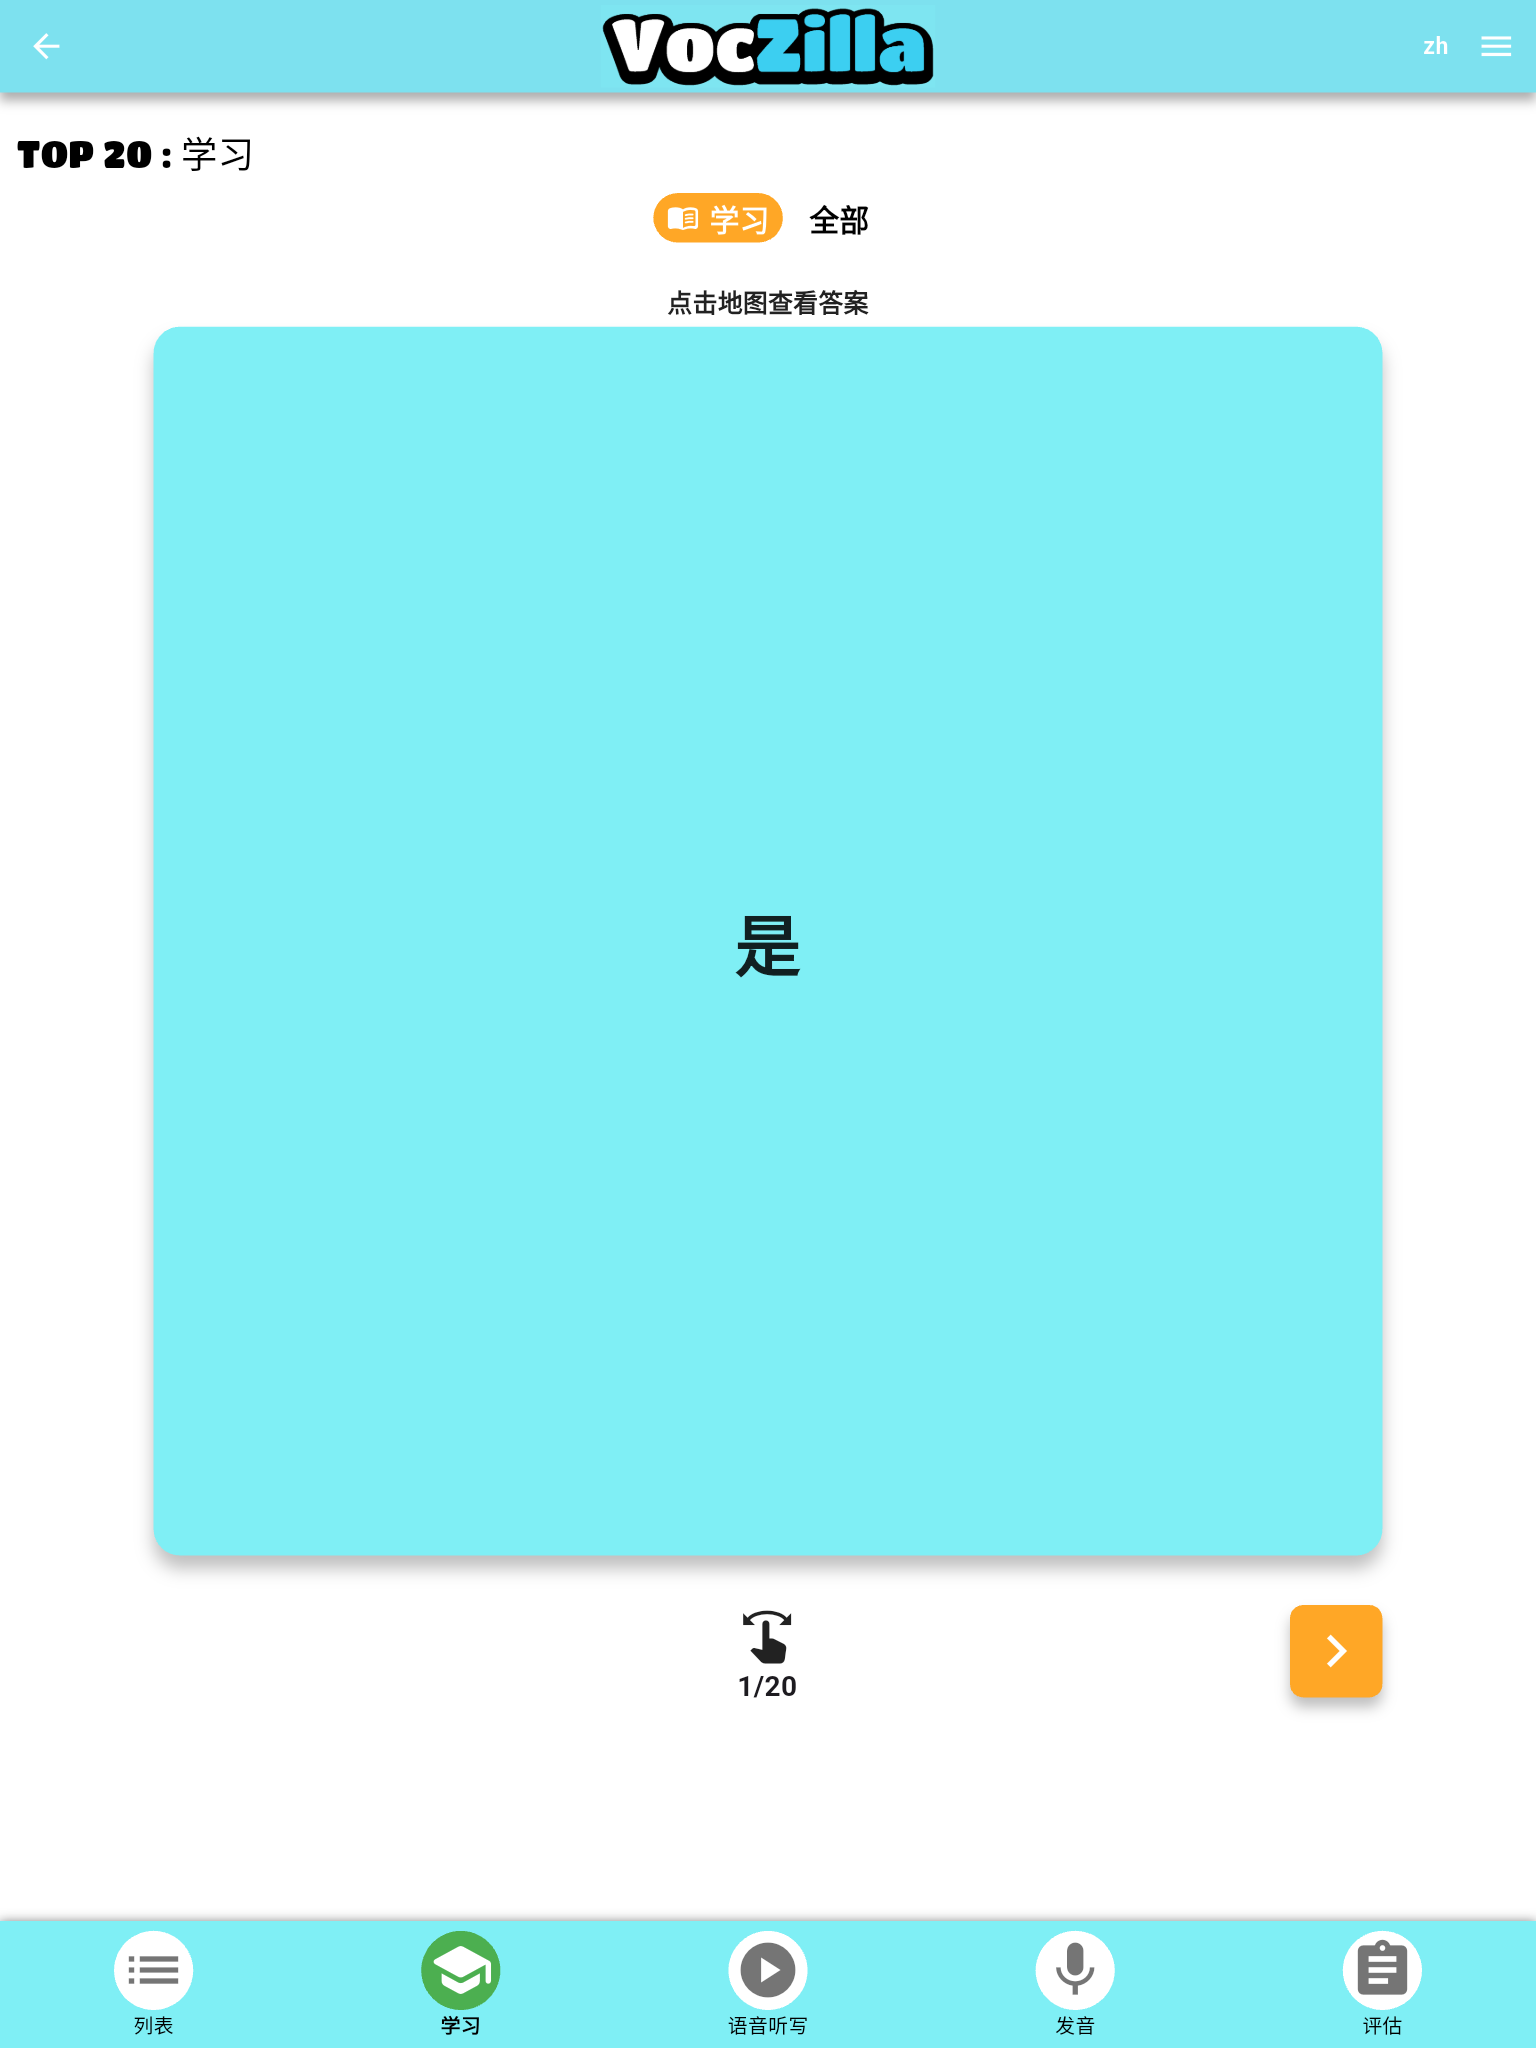 VocZilla
zh
TOP 20 : 学习
学习 全部
点击地图查看答案
是
1/20
列表 学习 语音听写 发音 评估